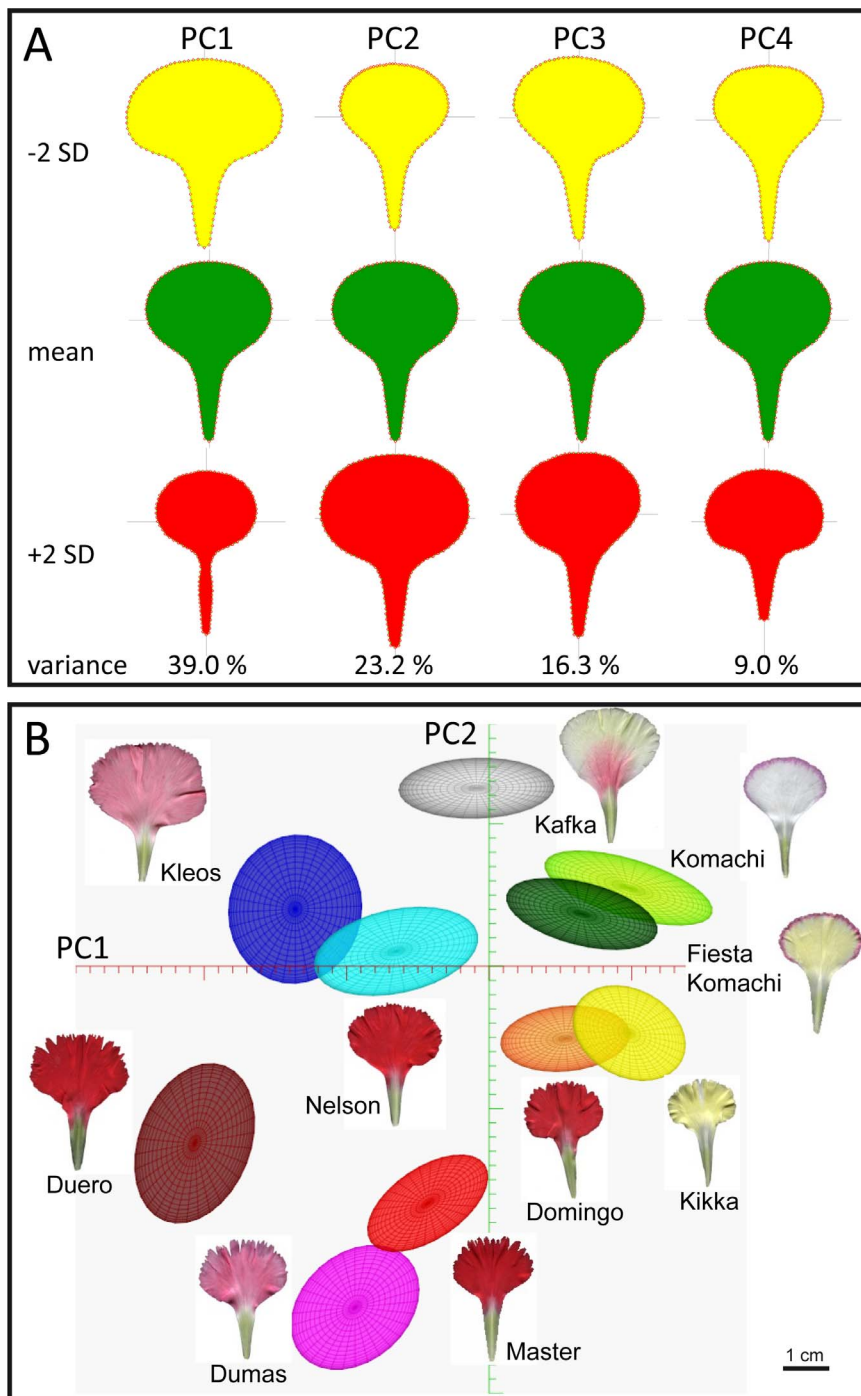 A
PC1 PC2 PC3 PC4
-2 SD
mean
+2 SD
variance 39.0 % 23.2 % 16.3 % 9.0 %
B
PC2
Kafka
Kleos
Komachi
PC1
Fiesta
Komachi
Nelson
Duero
Domingo
Kikka
Dumas
Master
1 cm